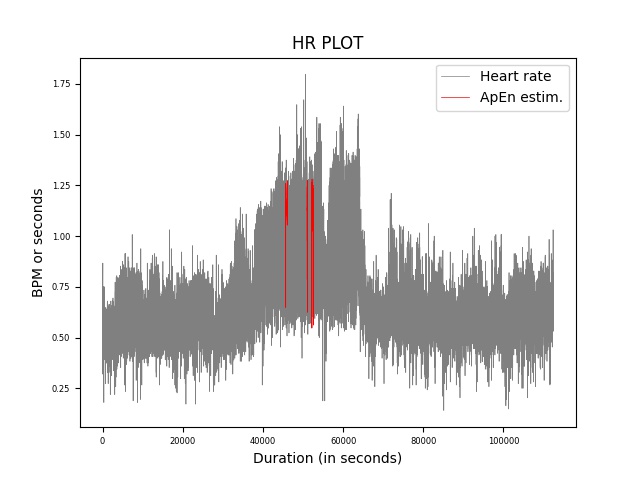 HR PLOT
Heart rate
ApEn estim.
BPM or seconds
1.75
1.50
1.25
1.00
0.75
0.50
0.25
0
20000
40000
60000
80000
100000
Duration (in seconds)